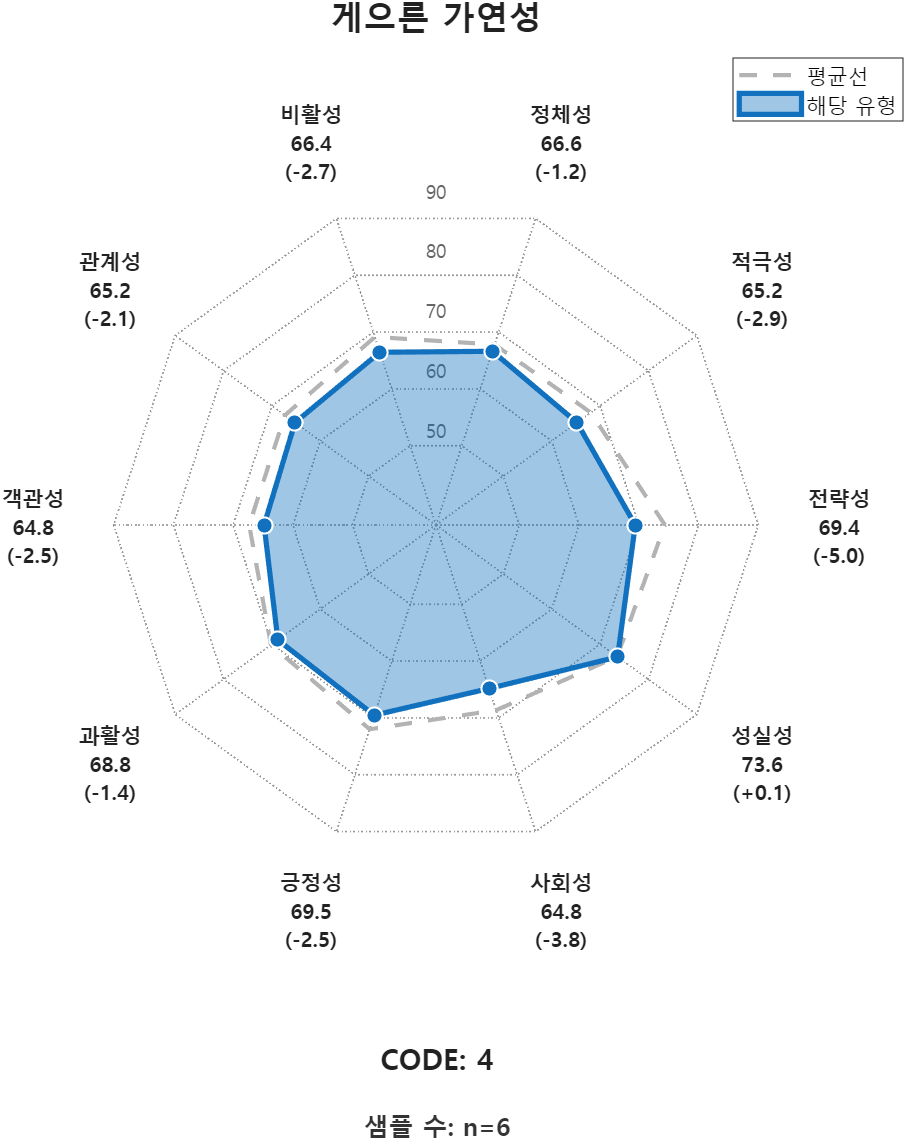 게으른 가연성
평균선
해당 유형
비활성
66.4
(-2.7)
정체성
66.6
(-1.2)
관계성
65.2
(-2.1)
적극성
65.2
(-2.9)
90
80
70
60
50
객관성
64.8
(-2.5)
전략성
69.4
(-5.0)
과활성
68.8
(-1.4)
성실성
73.6
(+0.1)
긍정성
69.5
(-2.5)
사회성
64.8
(-3.8)
CODE: 4
샘플 수: n=6